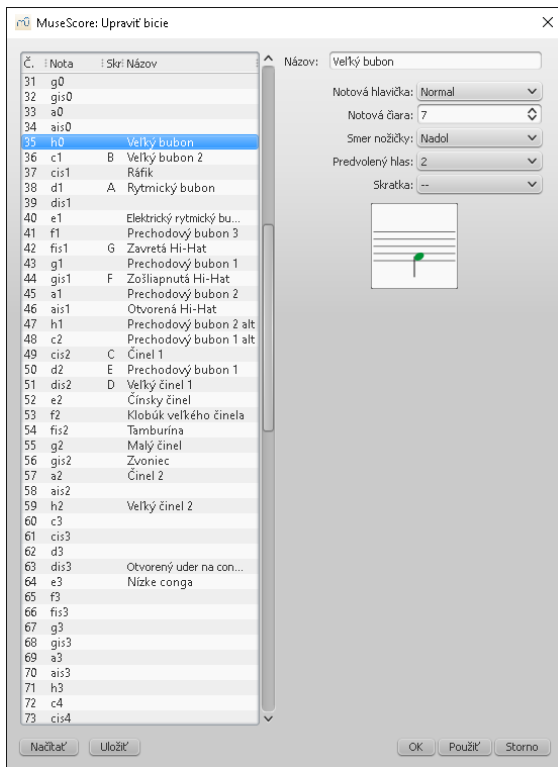 MuseScore: Upraviť bicie
Č. Nota Skr Názov
31 g0
32 gis0
33 a0
34 ais0
35 h0 Veľký bubon
36 c1 B Veľký bubon 2
37 cis1 Ráfik
38 d1 A Rytmický bubon
39 dis1
40 e1 Elektrický rytmický bu...
41 f1 Prechodový bubon 3
42 fis1 G Zavretá Hi-Hat
43 g1 Prechodový bubon 1
44 gis1 F Zošliapnutá Hi-Hat
45 a1 Prechodový bubon 2
46 ais1 Otvorená Hi-Hat
47 h1 Prechodový bubon 2 alt
48 c2 Prechodový bubon 1 alt
49 cis2 C Činel 1
50 d2 E Prechodový bubon 1
51 dis2 D Veľký činel 1
52 e2 Čínsky činel
53 f2 Klobúk veľkého činela
54 fis2 Tamburína
55 g2 Malý činel
56 gis2 Zvoniec
57 a2 Činel 2
58 ais2
59 h2 Veľký činel 2
60 c3
61 cis3
62 d3
63 dis3 Otvorený uder na con...
64 e3 Nízke conga
65 f3
66 fis3
67 g3
68 gis3
69 a3
70 ais3
71 h3
72 c4
73 cis4
Načítať Uložiť
Názov: Veľký bubon
Notová hlavička: Normal
Notová čiara: 7
Smer nožičky: Nadol
Predvolený hlas: 2
Skratka: --
OK Použiť Storno